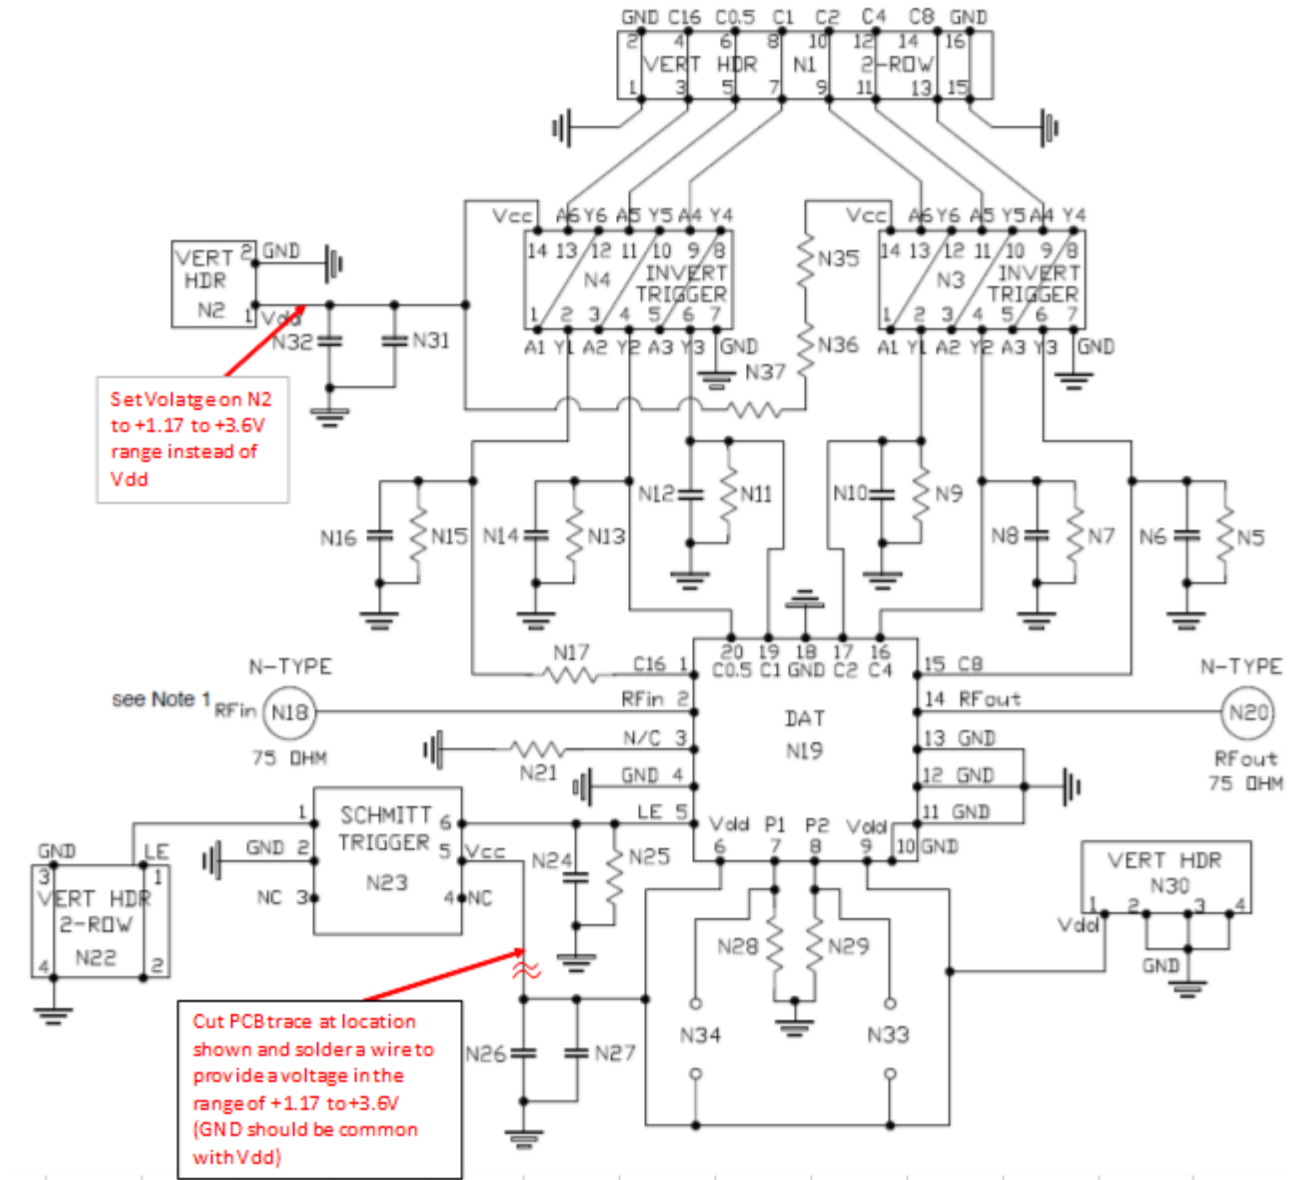 GND C16 C0.5 C1 C2 C4 C8 GND
2 4 6 8 10 12 14 16
VERT HDR N1 2-ROW
1 3 5 7 9 11 13 15
Vcc A6 Y6 A5 Y5 A4 Y4
14 13 12 11 10 9 8
N4 INVERT
TRIGGER
1 2 3 4 5 6 7
A1 Y1 A2 Y2 A3 Y3 GND
Vcc A6 Y6 A5 Y5 A4 Y4
14 13 12 11 10 9 8
N3 INVERT
TRIGGER
1 2 3 4 5 6 7
A1 Y1 A2 Y2 A3 Y3 GND
VERT 2 GND
HDR
N2 1 Vdd
N32 N31
N35
N36
N37
Set Volatge on N2
to +1.17 to +3.6V
range instead of
Vdd
N16 N15 N14 N13 N12 N11 N10 N9 N8 N7 N6 N5
N17
20 19 18 17 16
C0.5 C1 GND C2 C4
C16 1
RFin 2
N/C 3
GND 4
LE 5
DAT
N19
15 C8
14 RFout
13 GND
12 GND
11 GND
Vdd P1 P2 Vdd
6 7 8 9 10 GND
N-TYPE
see Note 1 RFin N18
75 OHM
N-TYPE
N20
RFout
75 OHM
N21
1 SCHMITT 6
TRIGGER
GND 2 5 Vcc
N23
NC 3 4 NC
N24 N25
GND LE
3 1
VERT HDR
2-ROW
N22
4 2
VERT HDR
N30
1 2 3 4
Vdd
GND
N28 N29
N34 N33
N26 N27
Cut PCB trace at location
shown and solder a wire to
provide a voltage in the
range of +1.17 to +3.6V
(GND should be common
with Vdd)